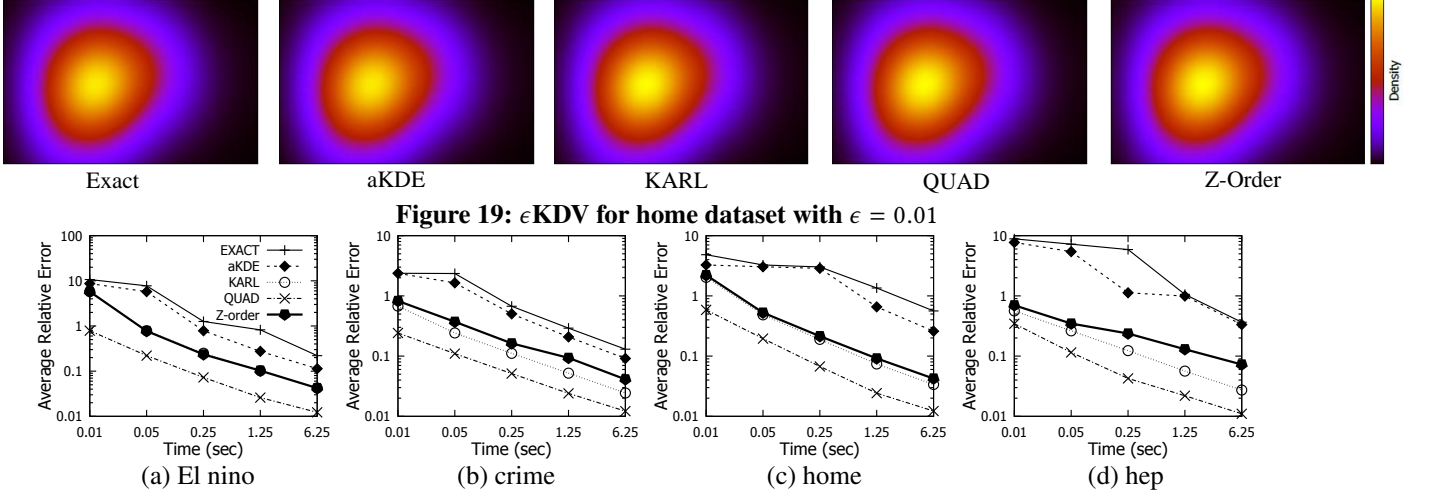 Density
Exact aKDE KARL QUAD Z-Order
Figure 19: ϵKDV for home dataset with ϵ = 0.01
Average Relative Error
100
10
1
0.1
0.01
EXACT
aKDE
KARL
QUAD
Z-order
0.01 0.05 0.25 1.25 6.25
Time (sec)
(a) El nino
Average Relative Error
10
1
0.1
0.01
0.01 0.05 0.25 1.25 6.25
Time (sec)
(b) crime
Average Relative Error
10
1
0.1
0.01
0.01 0.05 0.25 1.25 6.25
Time (sec)
(c) home
Average Relative Error
10
1
0.1
0.01
0.01 0.05 0.25 1.25 6.25
Time (sec)
(d) hep